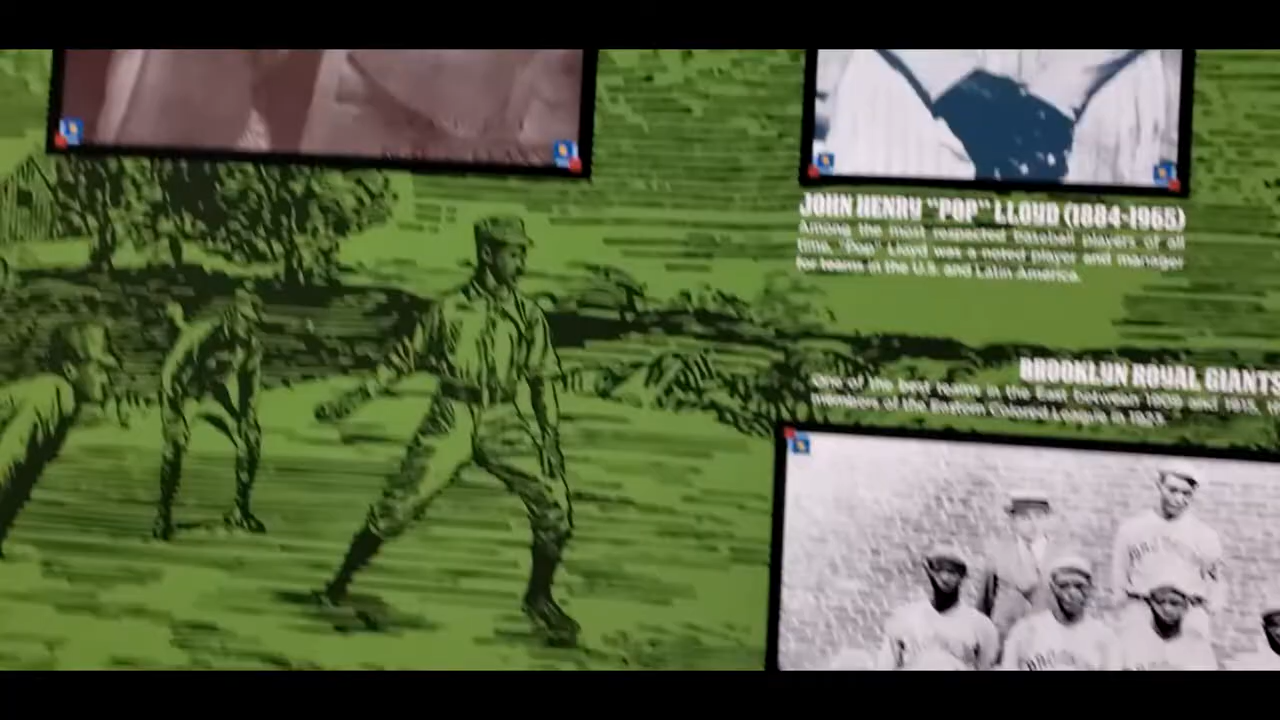 JOHN HENRY "POP" LLOYD (1884-1965)
Among the most respected baseball players of all
time, "Pop" Lloyd was a noted player and manager
for teams in the U.S. and Latin America.
BROOKLYN ROYAL GIANTS
One of the best teams in the East between 1909 and 1915,
members of the Eastern Colored League in 1923.